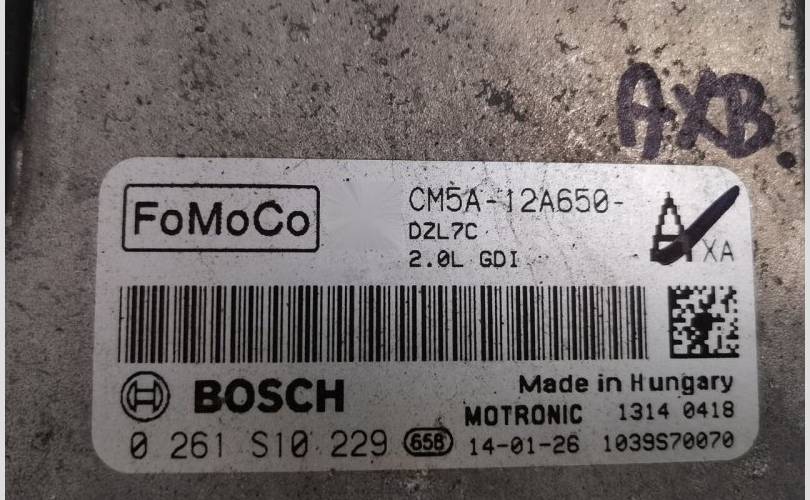 AXB.
FoMoCo
CM5A-12A650-
A XA
DZL7C
2.0L GDI
BOSCH
Made in Hungary
MOTRONIC 1314 0418
0 261 S10 229 658 14-01-26 1039S70070